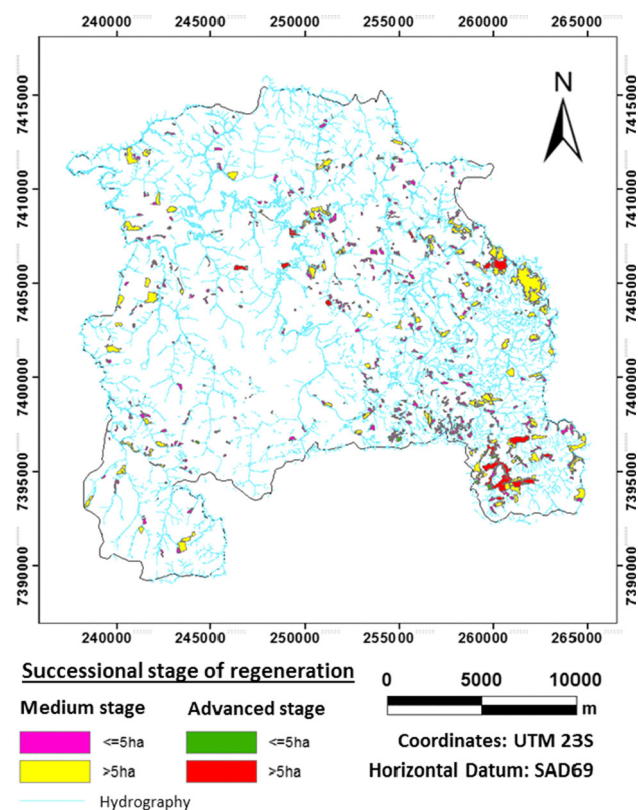 240000 245000 250000 255000 260000 265000
N
7415000 7415000
7410000 7410000
7405000 7405000
7400000 7400000
7395000 7395000
7390000 7390000
240000 245000 250000 255000 260000 265000
Successional stage of regeneration
0 5000 10000
m
Medium stage Advanced stage
<=5ha <=5ha
>5ha >5ha
Hydrography
Coordinates: UTM 23S
Horizontal Datum: SAD69